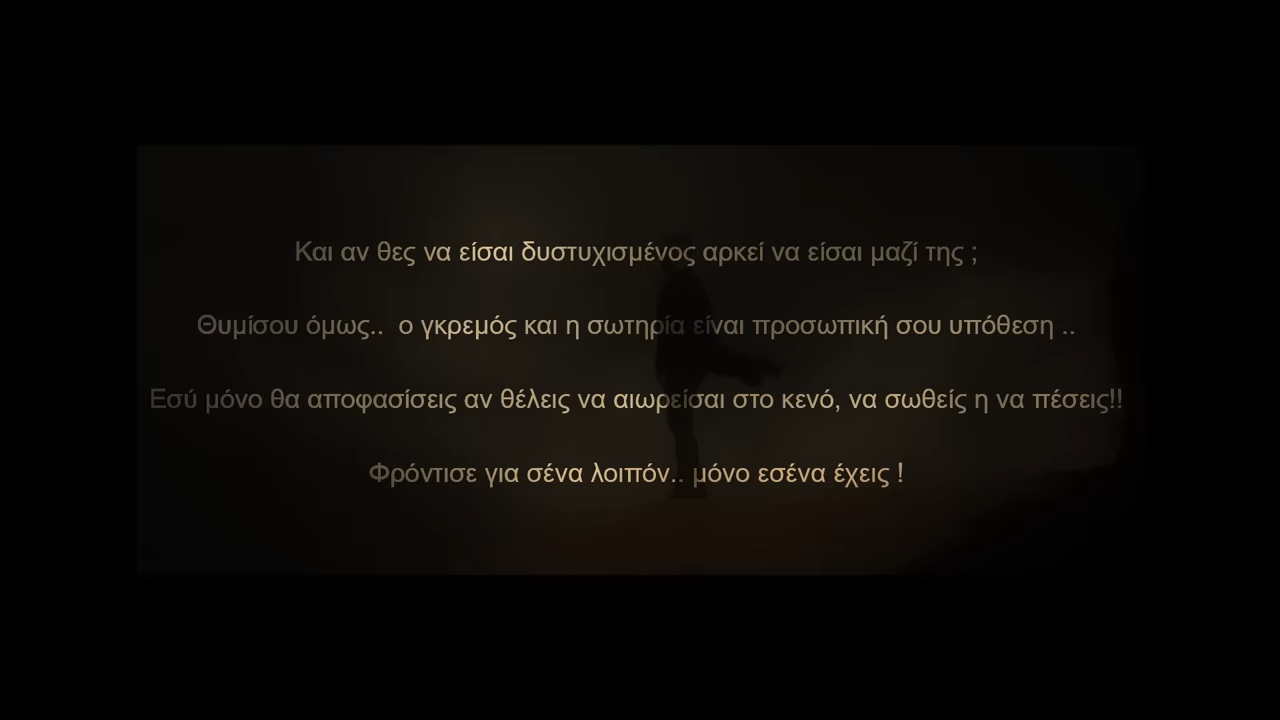 Και αν θες να είσαι δυστυχισμένος αρκεί να είσαι μαζί της ;
Θυμίσου όμως..  ο γκρεμός και η σωτηρία είναι προσωπική σου υπόθεση ..
Εσύ μόνο θα αποφασίσεις αν θέλεις να αιωρείσαι στο κενό, να σωθείς η να πέσεις!!
Φρόντισε για σένα λοιπόν.. μόνο εσένα έχεις !